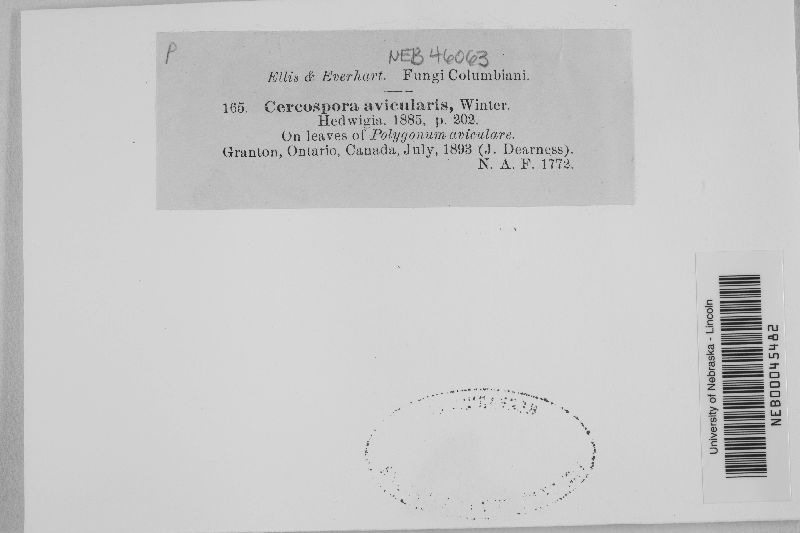 P
NEB 46063
Ellis & Everhart. Fungi Columbiani.
165. Cercospora avicularis, Winter.
Hedwigia, 1885, p. 202.
On leaves of Polygonum aviculare.
Granton, Ontario, Canada, July, 1893 (J. Dearness).
N. A. F. 1772.
University of Nebraska - Lincoln
NEB00045482